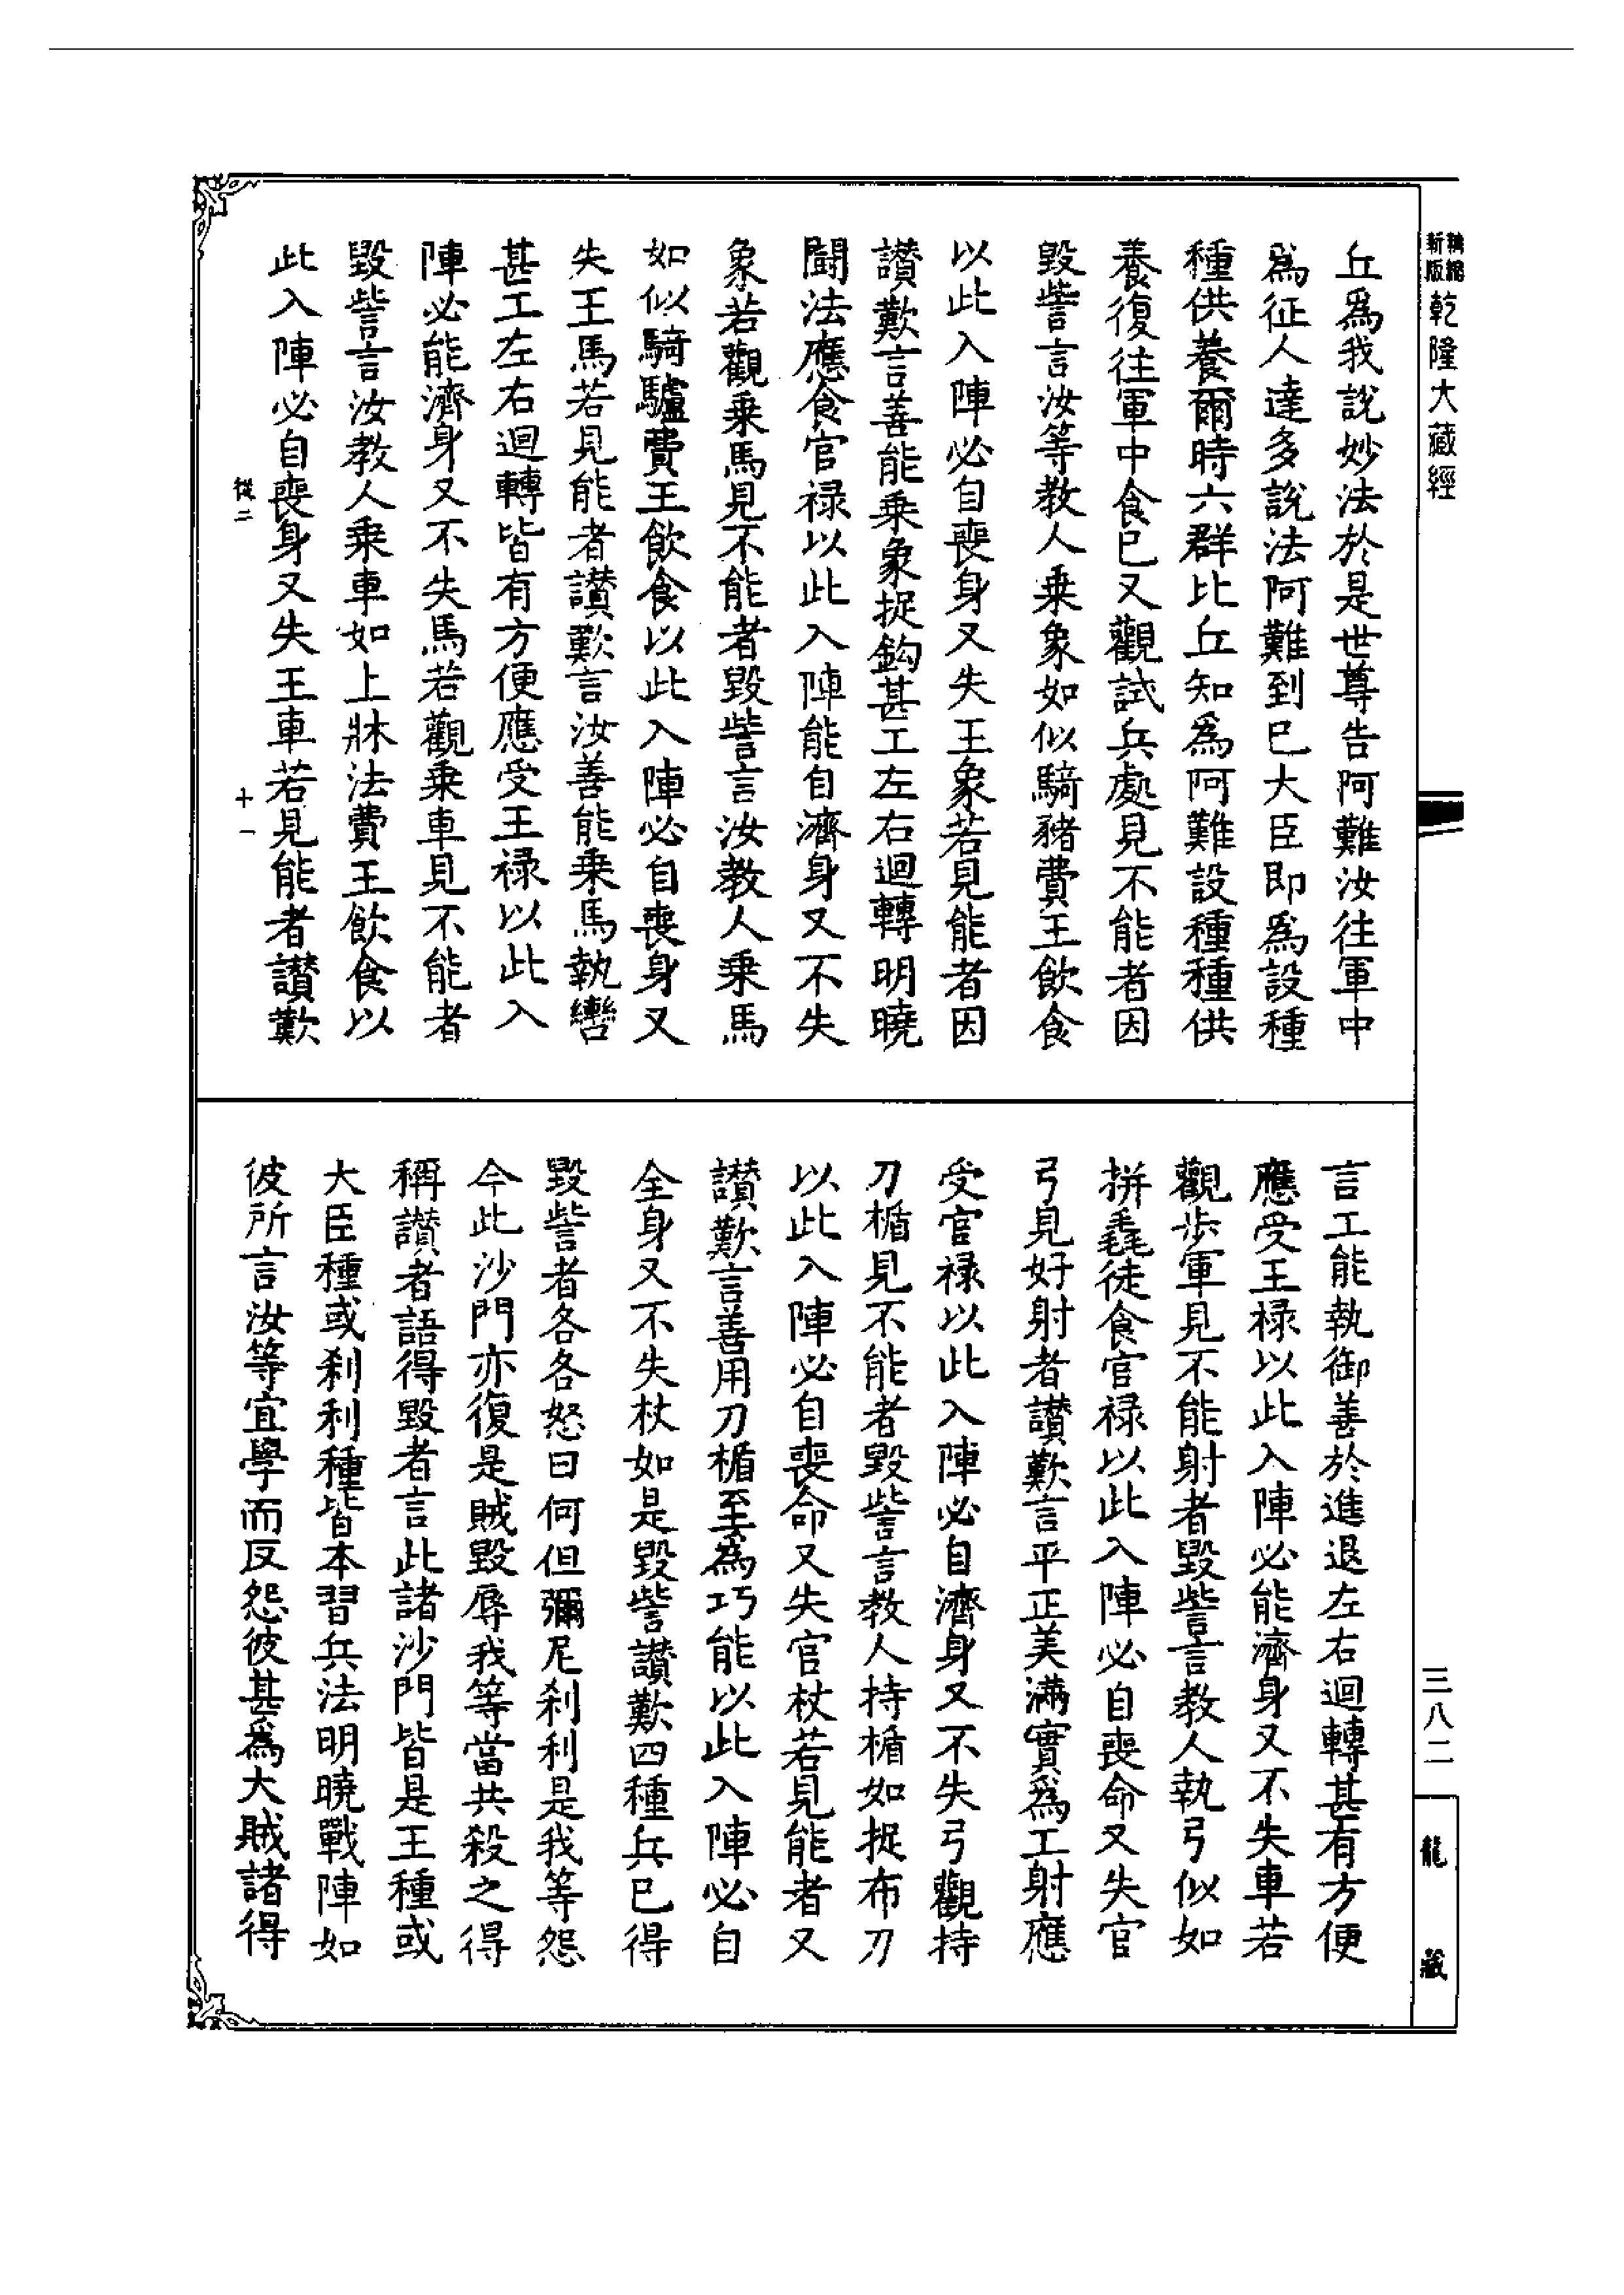 新版精縮乾隆大藏經
丘爲我說妙法於是世尊告阿難汝往軍中
爲征人達多說法阿難到已大臣即爲設種
種供養爾時六群比丘知爲阿難設種種供
養復往軍中食已又觀試兵處見不能者因
毀訾言汝等教人乘象如似騎豬費王飲食
以此入陣必自喪身又失王象若見能者因
讃歎言善能乘象捉鈎甚工左右迴轉明曉
鬪法應食官祿以此入陣能自濟身又不失
象若觀乘馬見不能者毀訾言汝教人乘馬
如似騎驢費王飲食以此入陣必自喪身又
失王馬若見能者讃歎言汝善能乘馬執轡
甚工左右迴轉皆有方便應受王祿以此入
陣必能濟身又不失馬若觀乘車見不能者
毀訾言汝教人乘車如上牀法費王飲食以
此入陣必自喪身又失王車若見能者讃歎
從二
十一
言工能執御善於進退左右迴轉甚有方便
應受王祿以此入陣必能濟身又不失車若
觀步軍見不能射者毀訾言教人執弓似如
拼毳徒食官祿以此入陣必自喪命又失官
弓見好射者讃歎言平正美滿實爲工射應
受官祿以此入陣必自濟身又不失弓觀持
刀楯見不能者毀訾言教人持楯如捉布刀
以此入陣必自喪命又失官杖若見能者又
讃歎言善用刀楯至爲巧能以此入陣必自
全身又不失杖如是毀訾讃歎四種兵已得
毀訾者各各怒曰何但彌尼剎利是我等怨
今此沙門亦復是賊毀辱我等當共殺之得
稱讃者語得毀者言此諸沙門皆是王種或
大臣種或剎利種皆本習兵法明曉戰陣如
彼所言汝等宜學而反怨彼甚爲大賊諸得
三八二
龍藏